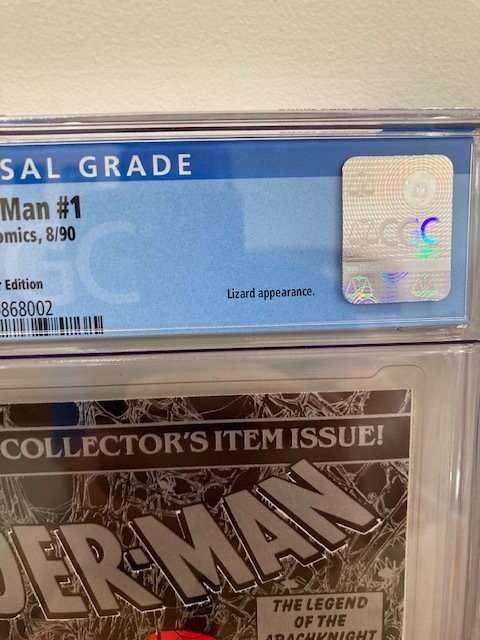 SAL GRADE
Man #1
omics, 8/90
Edition
868002
Lizard appearance.
CGC
COLLECTOR'S ITEM ISSUE!
DER-MAN
THE LEGEND
OF THE
ARACHKNIGHT